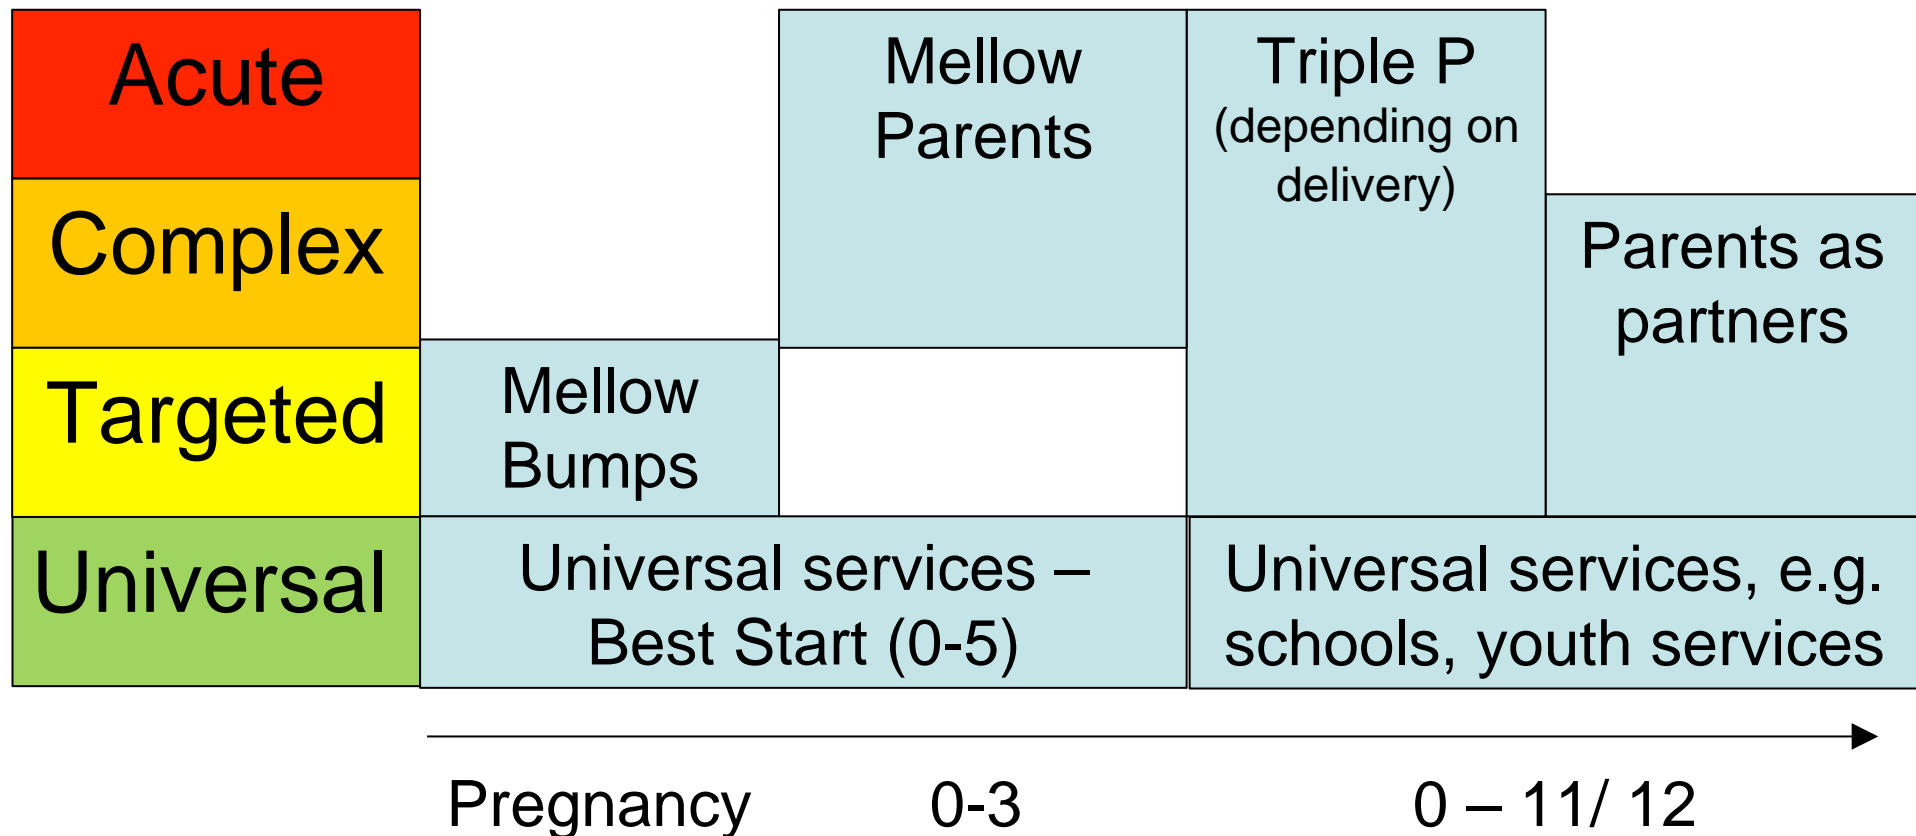 Acute
Mellow
Parents
Triple P
(depending on
delivery)
Complex
Parents as
partners
Targeted
Mellow
Bumps
Universal
Universal services –
Best Start (0-5)
Universal services, e.g.
schools, youth services
Pregnancy
0-3
0 – 11/ 12